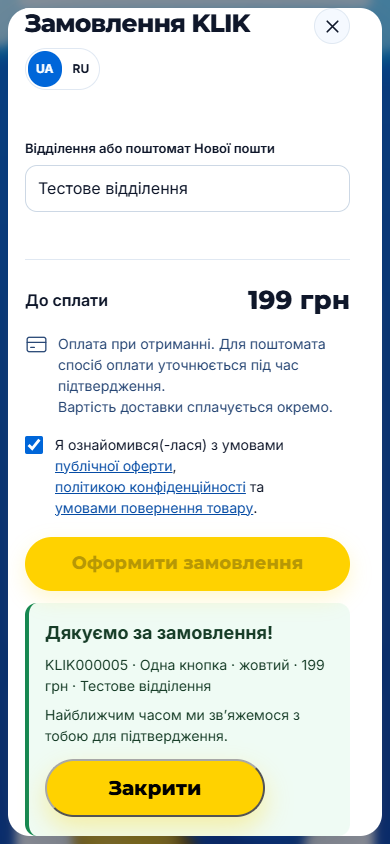 Замовлення KLIK
UA RU
Відділення або поштомат Нової пошти
Тестове відділення
До сплати 199 грн
Оплата при отриманні. Для поштомата
спосіб оплати уточнюється під час
підтвердження.
Вартість доставки сплачується окремо.
Я ознайомився(-лася) з умовами
публічної оферти,
політикою конфіденційності та
умовами повернення товару.
Оформити замовлення
Дякуємо за замовлення!
KLIK000005 · Одна кнопка · жовтий · 199
грн · Тестове відділення
Найближчим часом ми зв’яжемося з
тобою для підтвердження.
Закрити